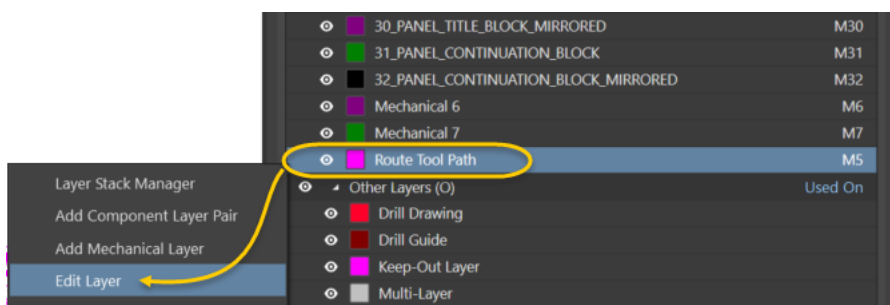 30_PANEL_TITLE_BLOCK_MIRRORED M30
31_PANEL_CONTINUATION_BLOCK M31
32_PANEL_CONTINUATION_BLOCK_MIRRORED M32
Mechanical 6 M6
Mechanical 7 M7
Route Tool Path M5
Other Layers (O) Used On
Drill Drawing
Drill Guide
Keep-Out Layer
Multi-Layer
Layer Stack Manager
Add Component Layer Pair
Add Mechanical Layer
Edit Layer